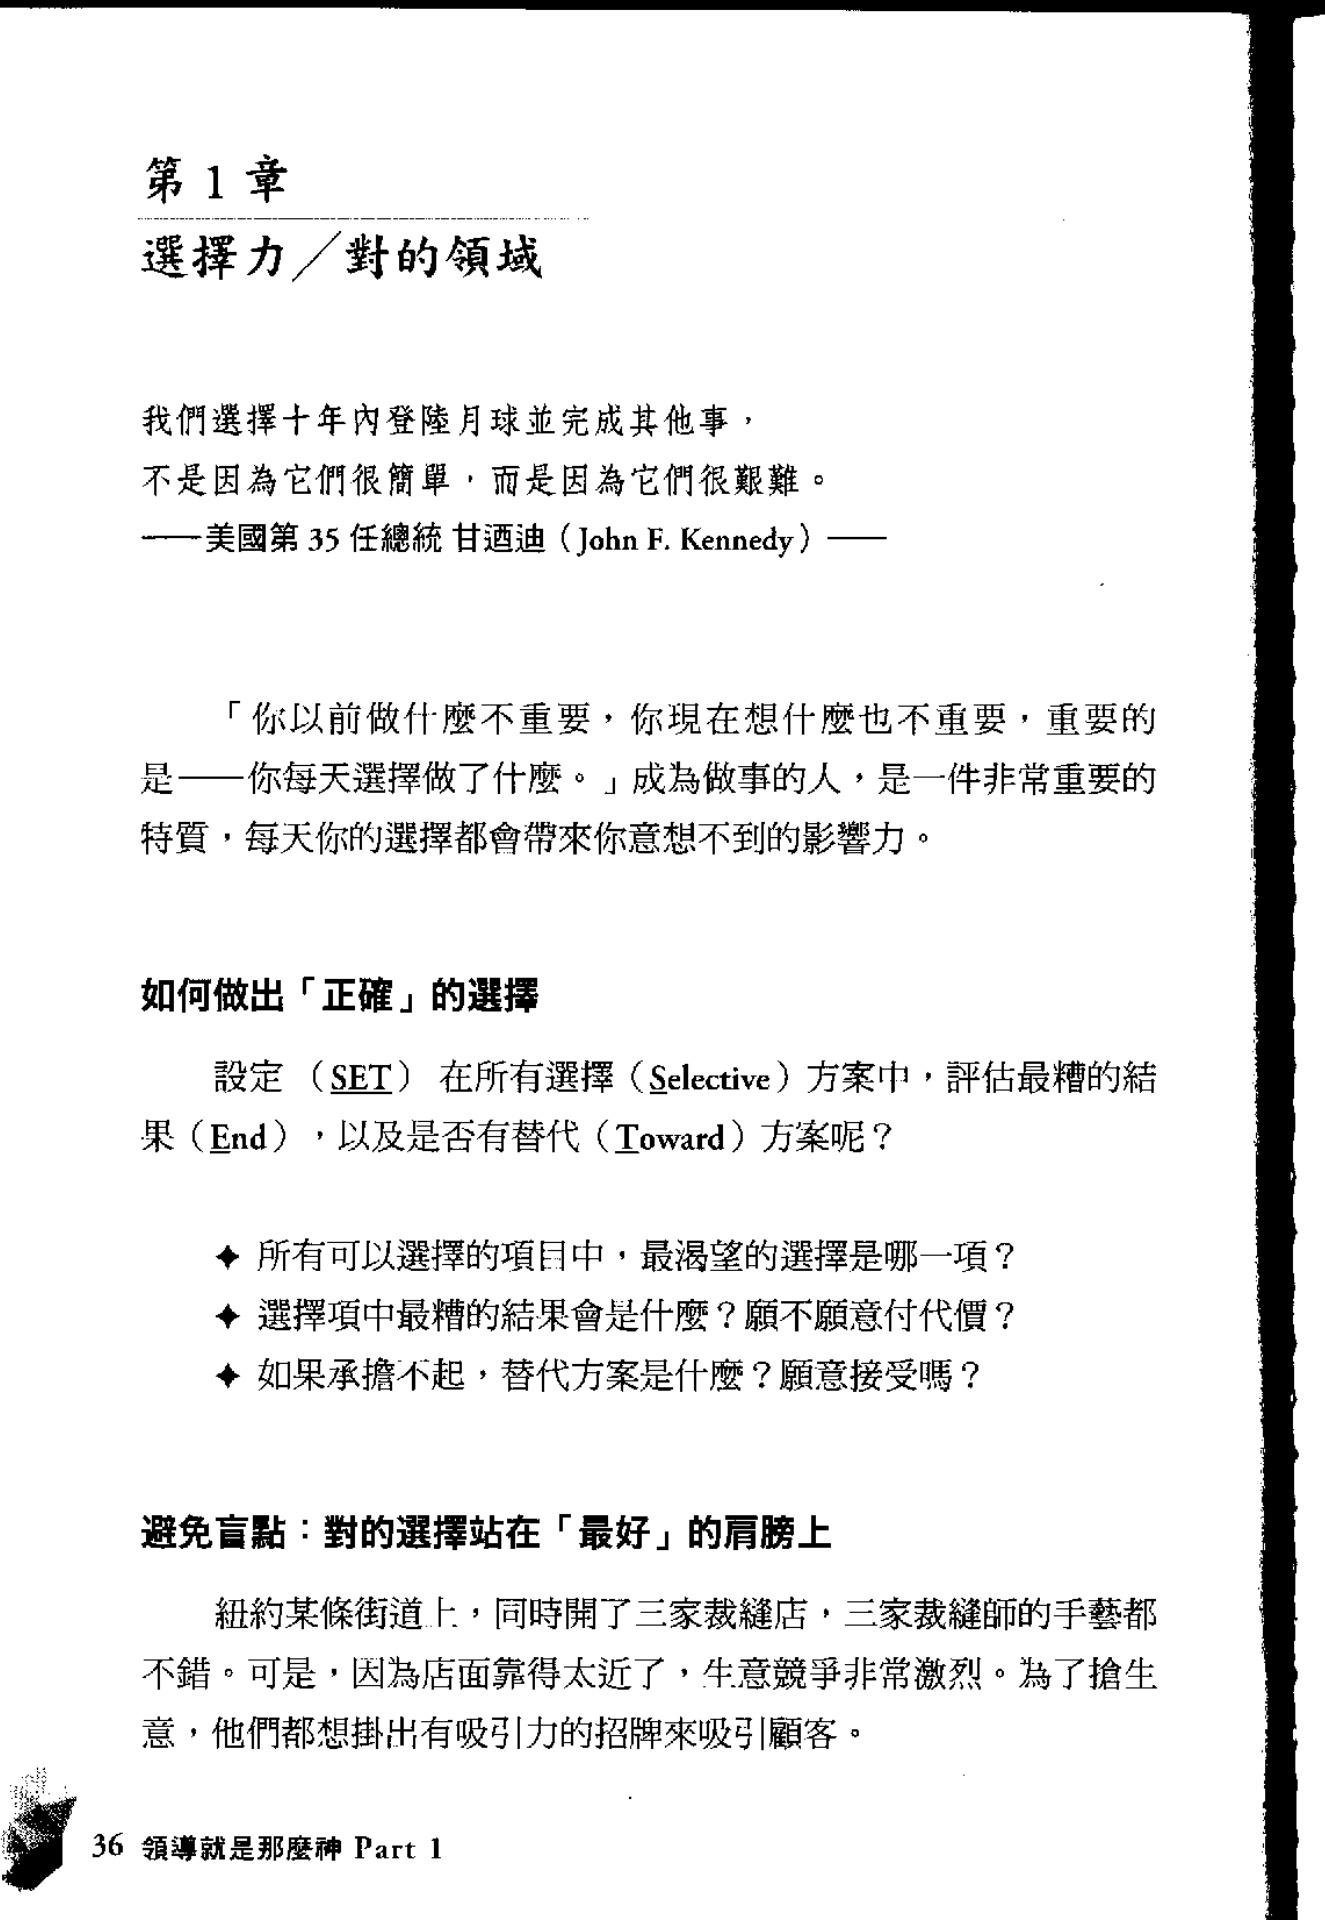 第 1 章
選擇力／對的領域
我們選擇十年內登陸月球並完成其他事，
不是因為它們很簡單，而是因為它們很艱難。
——美國第 35 任總統 甘迺迪（John F. Kennedy）——
「你以前做什麼不重要，你現在想什麼也不重要，重要的
是——你每天選擇做了什麼。」成為做事的人，是一件非常重要的
特質，每天你的選擇都會帶來你意想不到的影響力。
如何做出「正確」的選擇
設定（SET）在所有選擇（Selective）方案中，評估最糟的結
果（End），以及是否有替代（Toward）方案呢？
✦ 所有可以選擇的項目中，最渴望的選擇是哪一項？
✦ 選擇項中最糟的結果會是什麼？願不願意付代價？
✦ 如果承擔不起，替代方案是什麼？願意接受嗎？
避免盲點：對的選擇站在「最好」的肩膀上
紐約某條街道上，同時開了三家裁縫店，三家裁縫師的手藝都
不錯。可是，因為店面靠得太近了，生意競爭非常激烈。為了搶生
意，他們都想掛出有吸引力的招牌來吸引顧客。
36 領導就是那麼神 Part 1